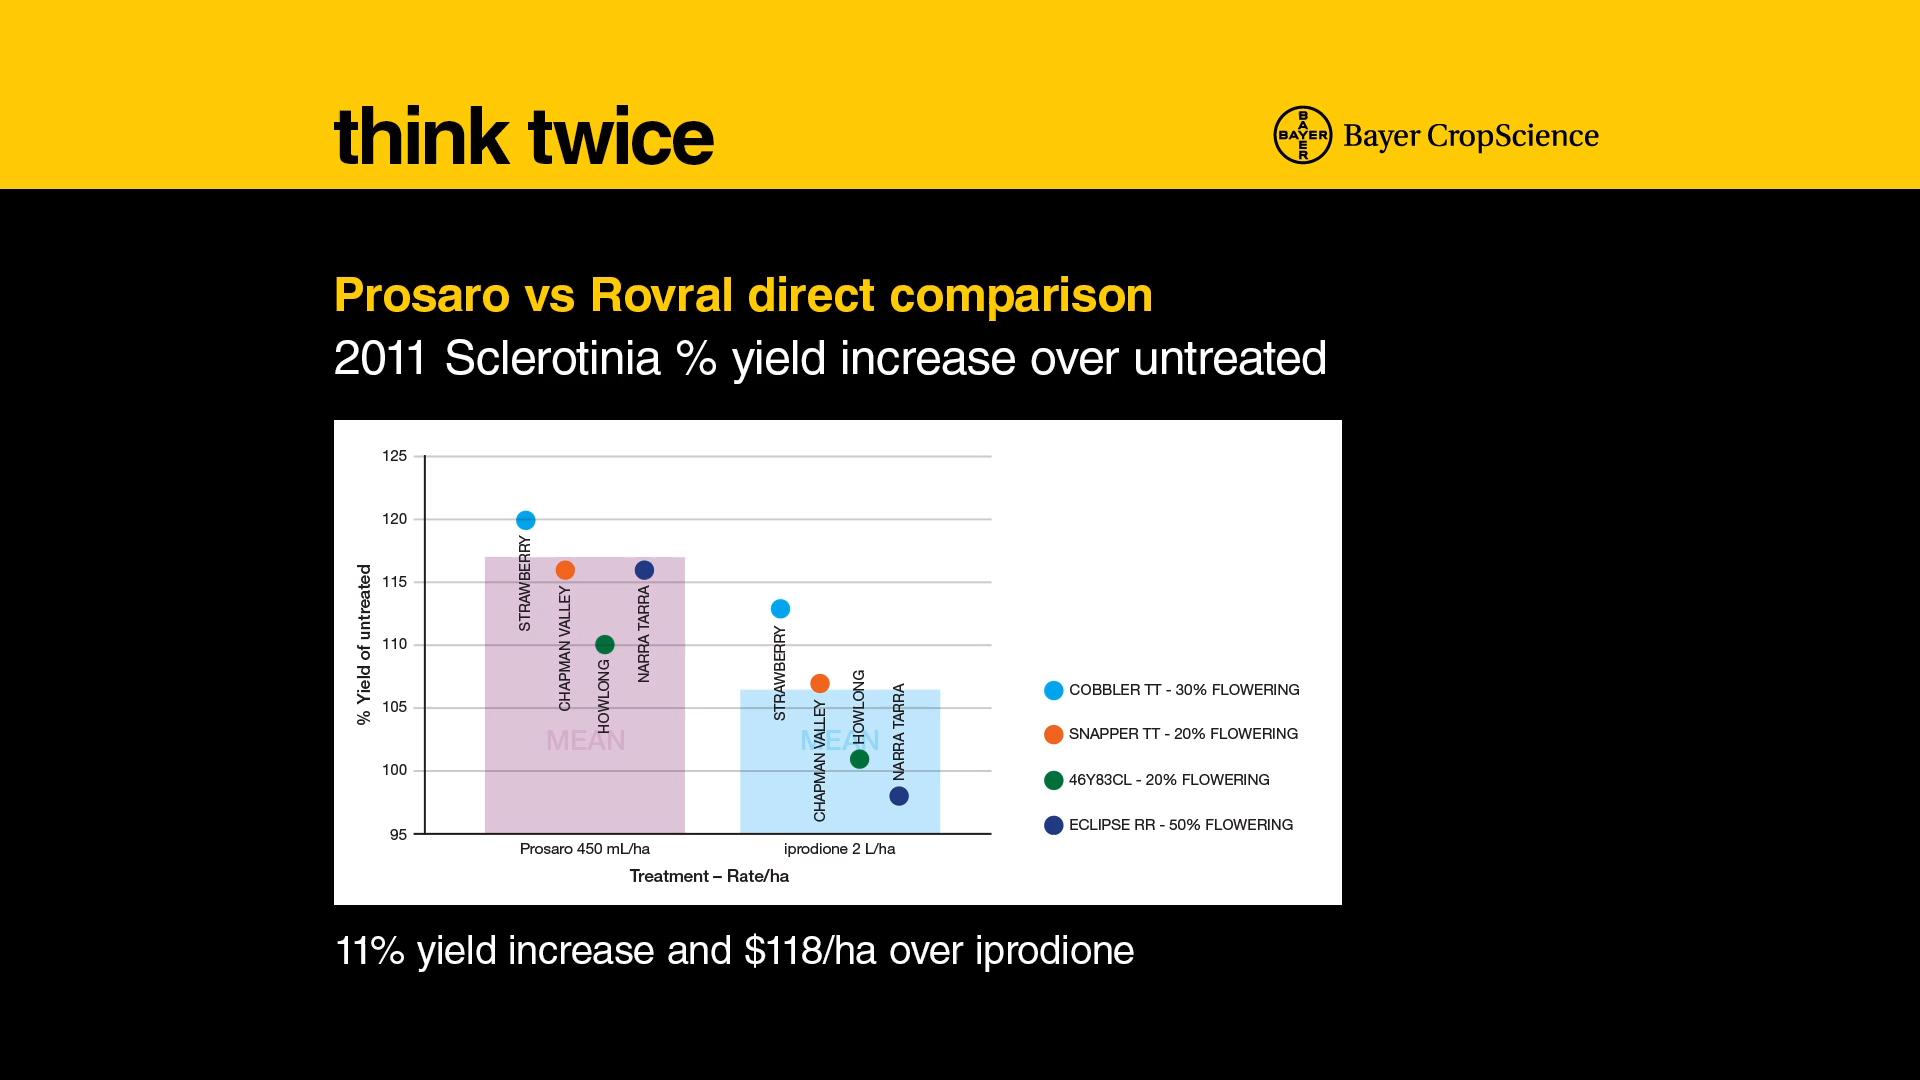 think twice
BAYER
BAYER
Bayer CropScience
Prosaro vs Rovral direct comparison
2011 Sclerotinia % yield increase over untreated
% Yield of untreated
125
120
115
110
105
100
95
STRAWBERRY
CHAPMAN VALLEY
HOWLONG
NARRA TARRA
MEAN
STRAWBERRY
CHAPMAN VALLEY
HOWLONG
NARRA TARRA
MEAN
Prosaro 450 mL/ha
iprodione 2 L/ha
Treatment – Rate/ha
COBBLER TT - 30% FLOWERING
SNAPPER TT - 20% FLOWERING
46Y83CL - 20% FLOWERING
ECLIPSE RR - 50% FLOWERING
11% yield increase and $118/ha over iprodione